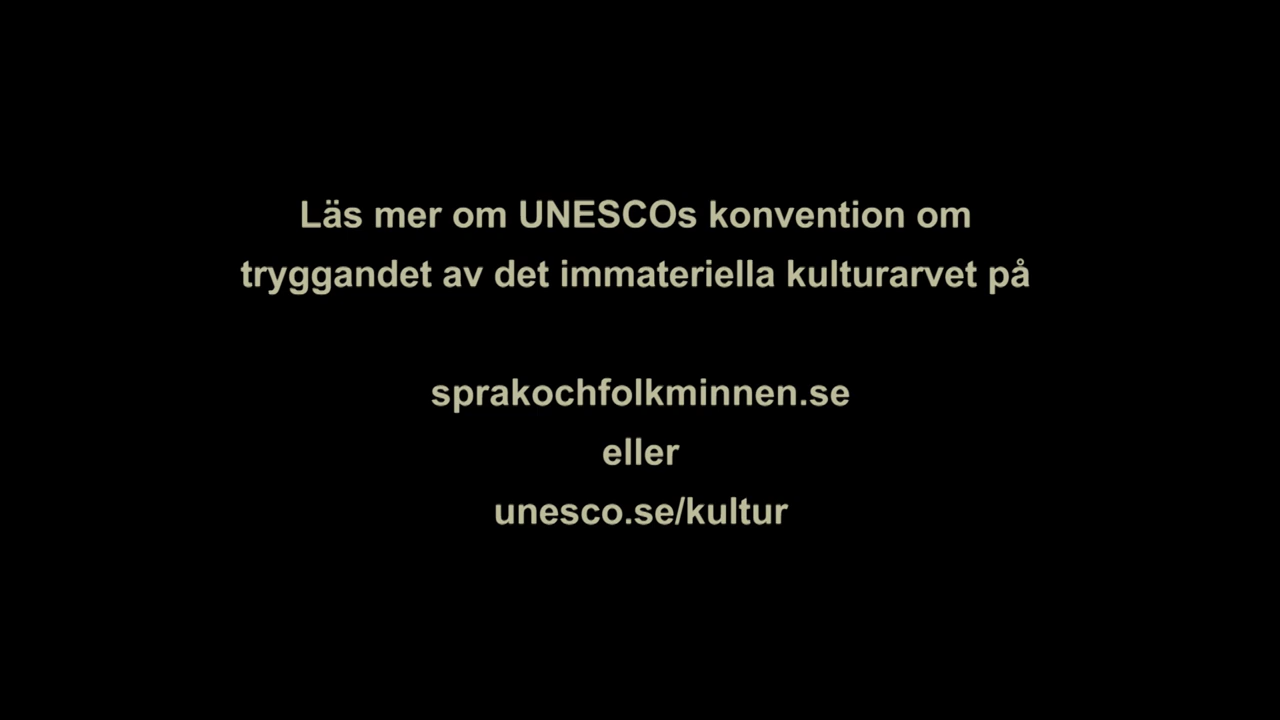 Läs mer om UNESCOs konvention om
tryggandet av det immateriella kulturarvet på
sprakochfolkminnen.se
eller
unesco.se/kultur